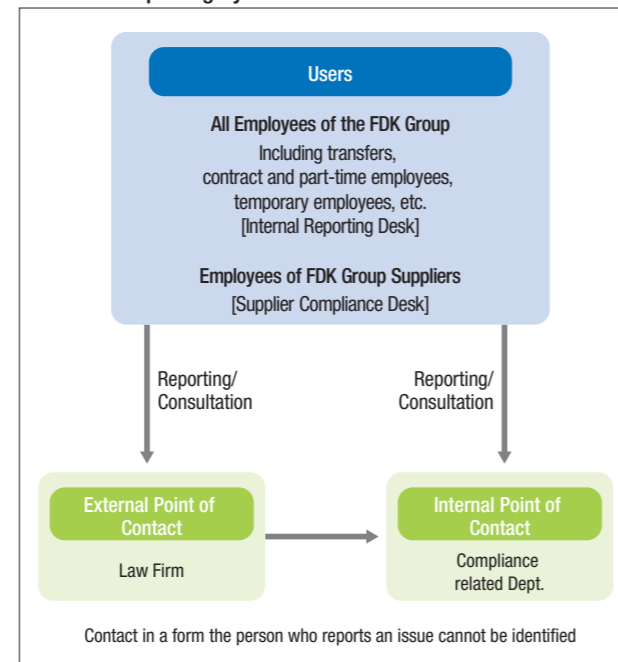 Users
All Employees of the FDK Group
Including transfers,
contract and part-time employees,
temporary employees, etc.
[Internal Reporting Desk]
Employees of FDK Group Suppliers
[Supplier Compliance Desk]
Reporting/
Consultation
Reporting/
Consultation
External Point of
Contact
Law Firm
Internal Point of
Contact
Compliance
related Dept.
Contact in a form the person who reports an issue cannot be identified